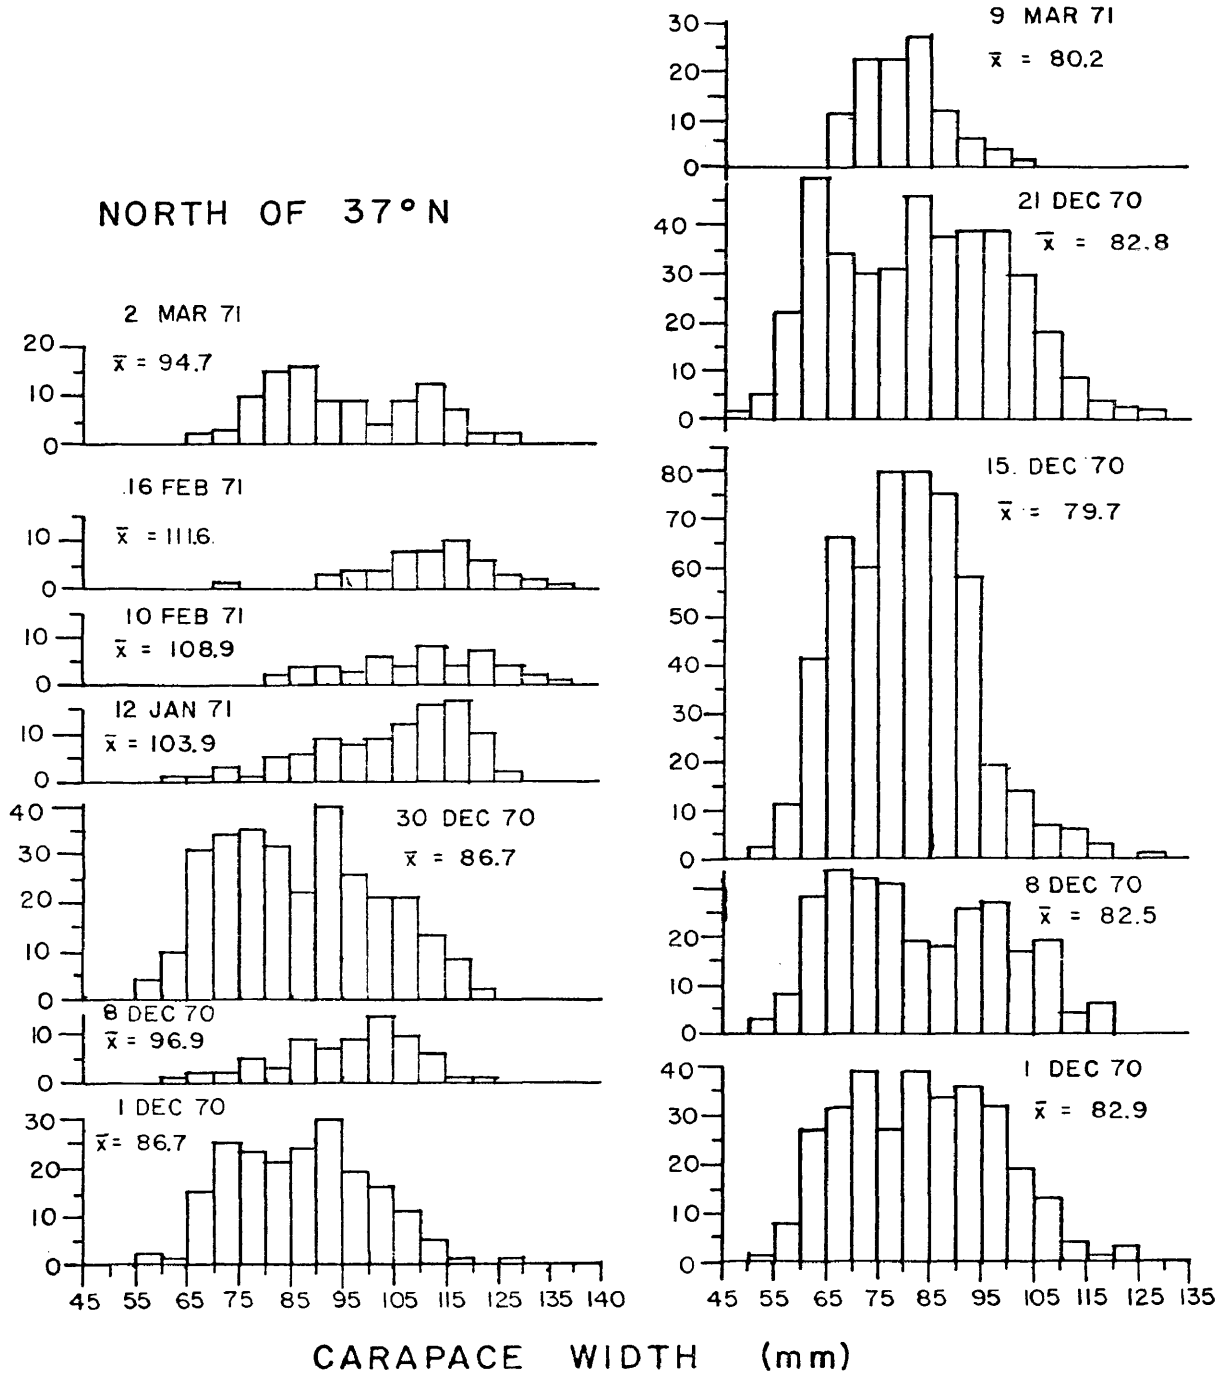 NORTH OF 37°N
2 MAR 71
x̄ = 94.7
20
10
0
.16 FEB 71
x̄ = 111.6.
10
0
10 FEB 71
x̄ = 108.9
10
0
12 JAN 71
x̄ = 103.9
10
0
30 DEC 70
x̄ = 86.7
40
30
20
10
0
8 DEC 70
x̄ = 96.9
10
0
1 DEC 70
x̄ = 86.7
30
20
10
0
45 55 65 75 85 95 105 115 125 135 140
9 MAR 71
x̄ = 80.2
30
20
10
0
21 DEC 70
x̄ = 82.8
40
30
20
10
0
15. DEC 70
x̄ = 79.7
80
70
60
50
40
30
20
10
0
8 DEC 70
x̄ = 82.5
20
10
0
1 DEC 70
x̄ = 82.9
40
30
20
10
0
45 55 65 75 85 95 105 115 125 135
CARAPACE WIDTH (mm)